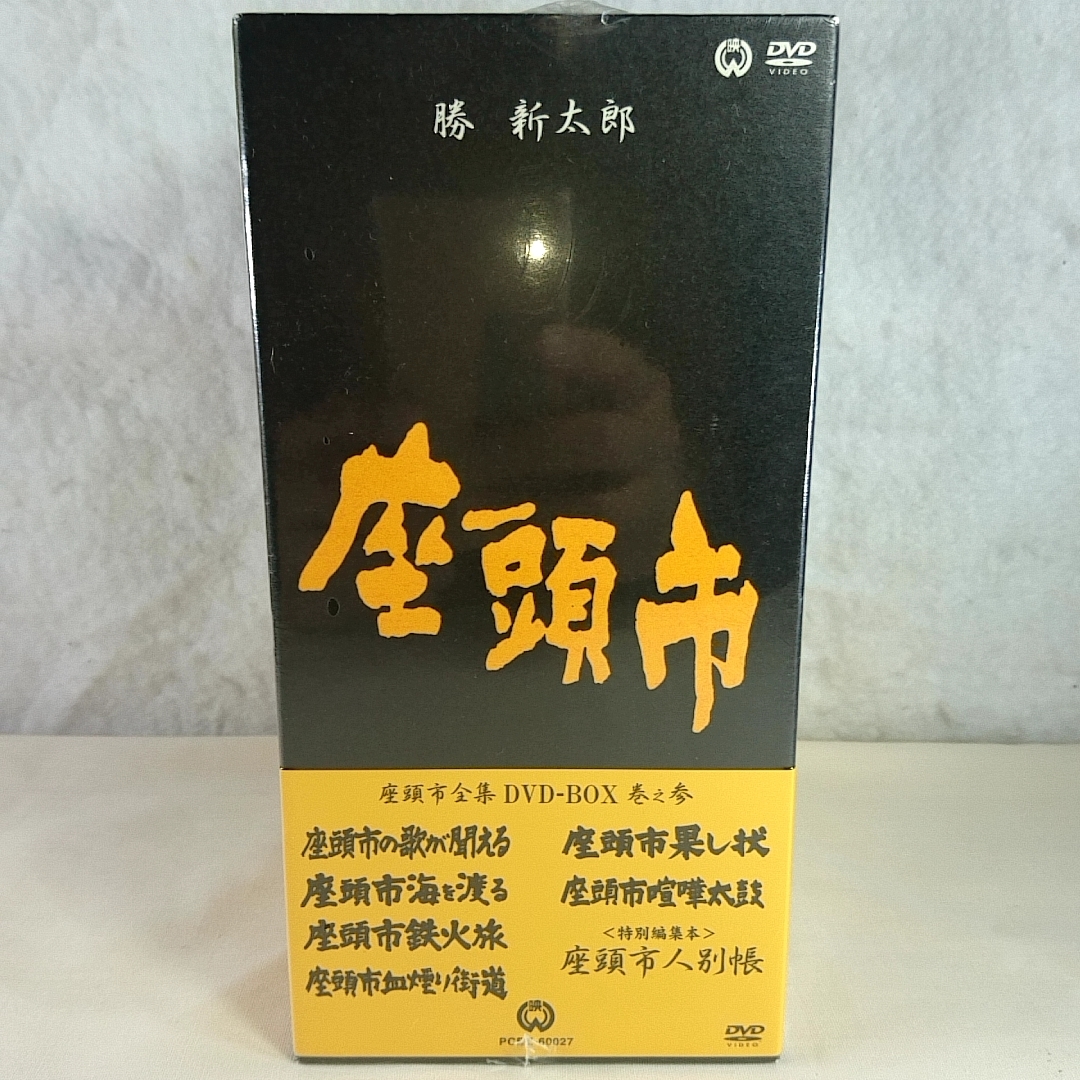 映
DVD
VIDEO
勝 新太郎
座頭市
座頭市全集 DVD-BOX 巻之参
座頭市の歌が聞える
座頭市海を渡る
座頭市鉄火旅
座頭市血煙り街道
座頭市果し状
座頭市喧嘩太鼓
<特別編集本>
座頭市人別帳
映
60027
DVD
VIDEO